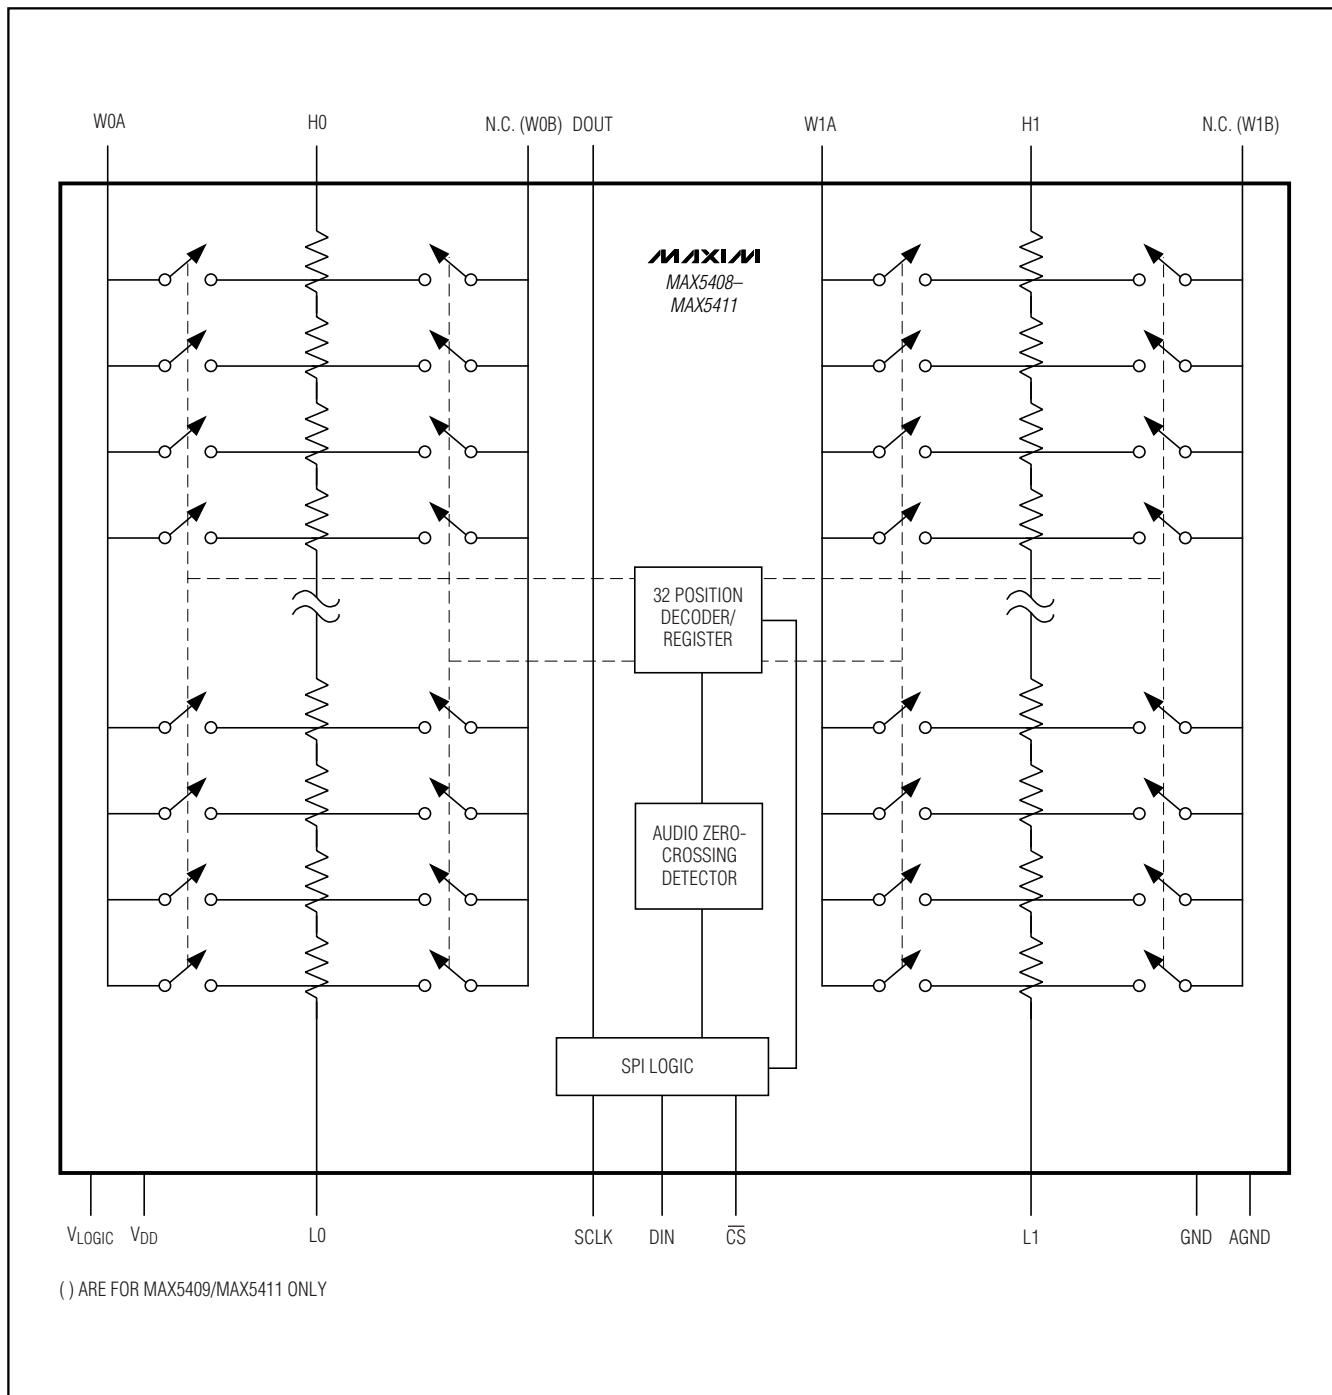 W0A H0 N.C. (W0B) DOUT W1A H1 N.C. (W1B)
MAXIM
MAX5408–
MAX5411
32 POSITION
DECODER/
REGISTER
AUDIO ZERO-
CROSSING
DETECTOR
SPI LOGIC
VLOGIC VDD L0 SCLK DIN CS L1 GND AGND
( ) ARE FOR MAX5409/MAX5411 ONLY